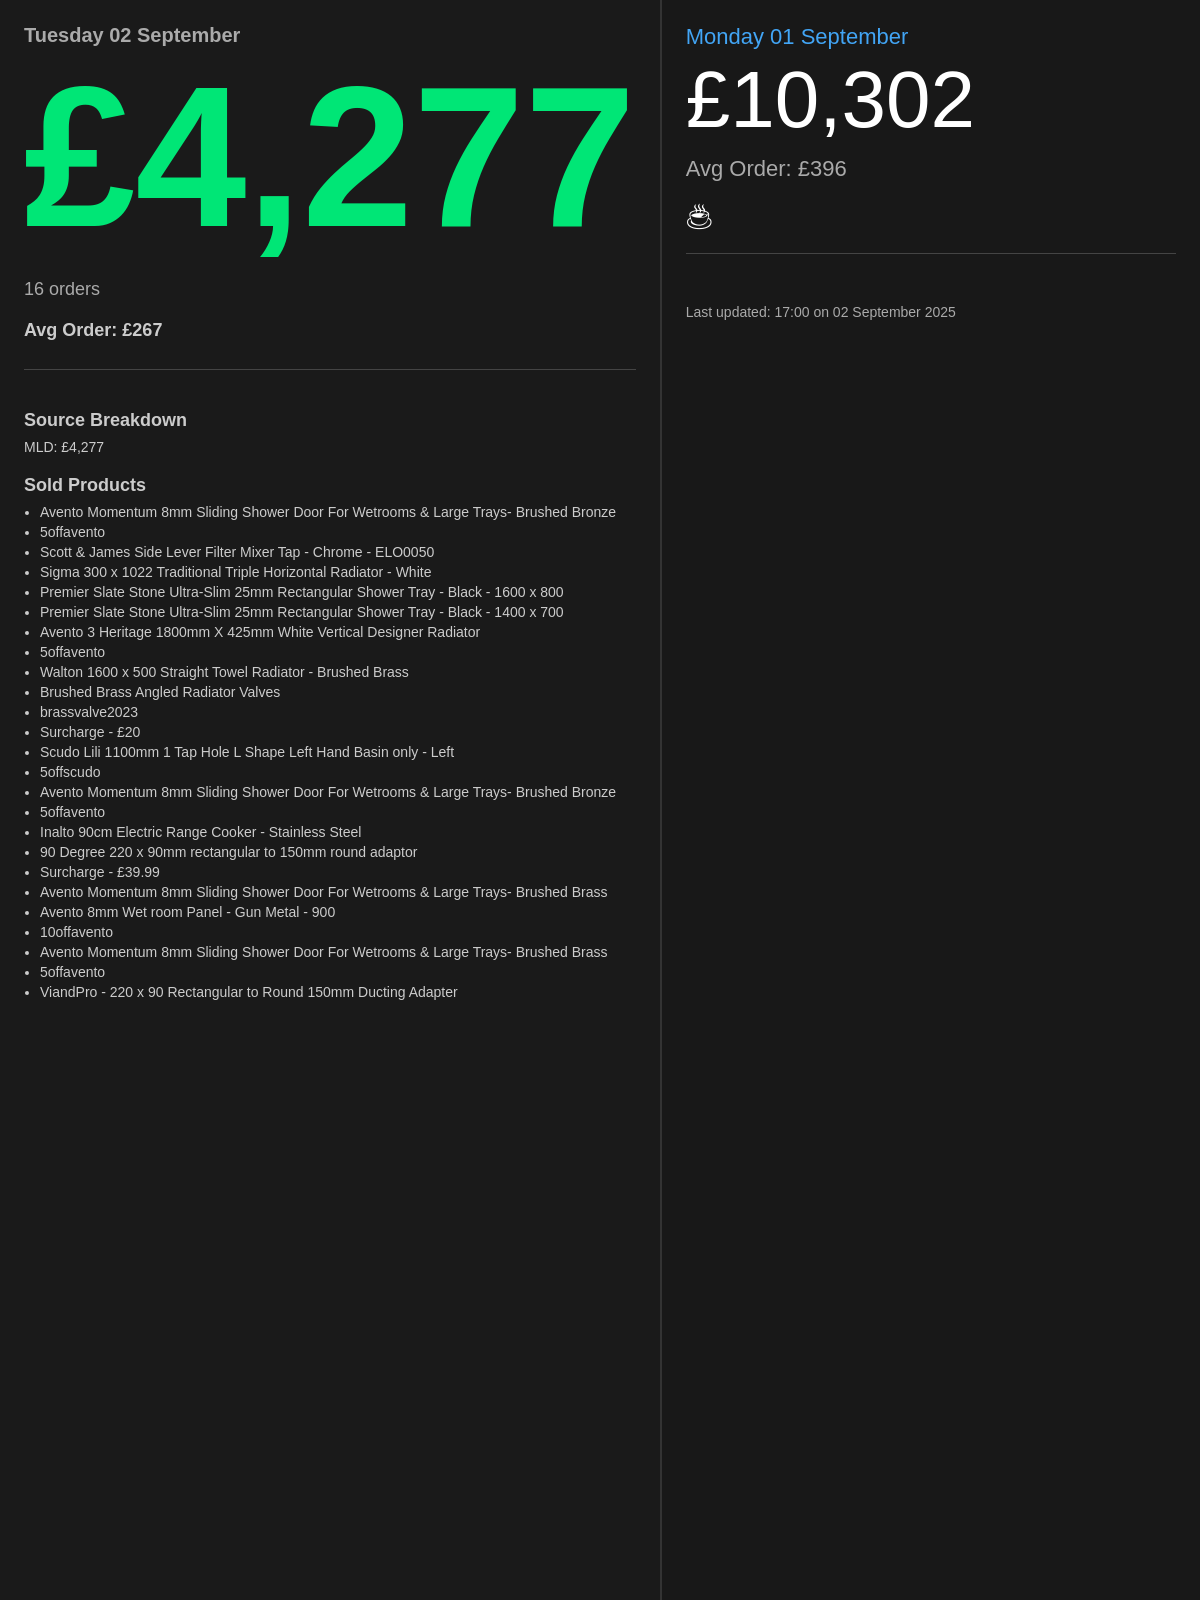 Tuesday 02 September
£4,277
16 orders
Avg Order: £267
Source Breakdown
MLD: £4,277
Sold Products
Avento Momentum 8mm Sliding Shower Door For Wetrooms & Large Trays- Brushed Bronze
5offavento
Scott & James Side Lever Filter Mixer Tap - Chrome - ELO0050
Sigma 300 x 1022 Traditional Triple Horizontal Radiator - White
Premier Slate Stone Ultra-Slim 25mm Rectangular Shower Tray - Black - 1600 x 800
Premier Slate Stone Ultra-Slim 25mm Rectangular Shower Tray - Black - 1400 x 700
Avento 3 Heritage 1800mm X 425mm White Vertical Designer Radiator
5offavento
Walton 1600 x 500 Straight Towel Radiator - Brushed Brass
Brushed Brass Angled Radiator Valves
brassvalve2023
Surcharge - £20
Scudo Lili 1100mm 1 Tap Hole L Shape Left Hand Basin only - Left
5offscudo
Avento Momentum 8mm Sliding Shower Door For Wetrooms & Large Trays- Brushed Bronze
5offavento
Inalto 90cm Electric Range Cooker - Stainless Steel
90 Degree 220 x 90mm rectangular to 150mm round adaptor
Surcharge - £39.99
Avento Momentum 8mm Sliding Shower Door For Wetrooms & Large Trays- Brushed Brass
Avento 8mm Wet room Panel - Gun Metal - 900
10offavento
Avento Momentum 8mm Sliding Shower Door For Wetrooms & Large Trays- Brushed Brass
5offavento
ViandPro - 220 x 90 Rectangular to Round 150mm Ducting Adapter
Monday 01 September
£10,302
Avg Order: £396
Last updated: 17:00 on 02 September 2025